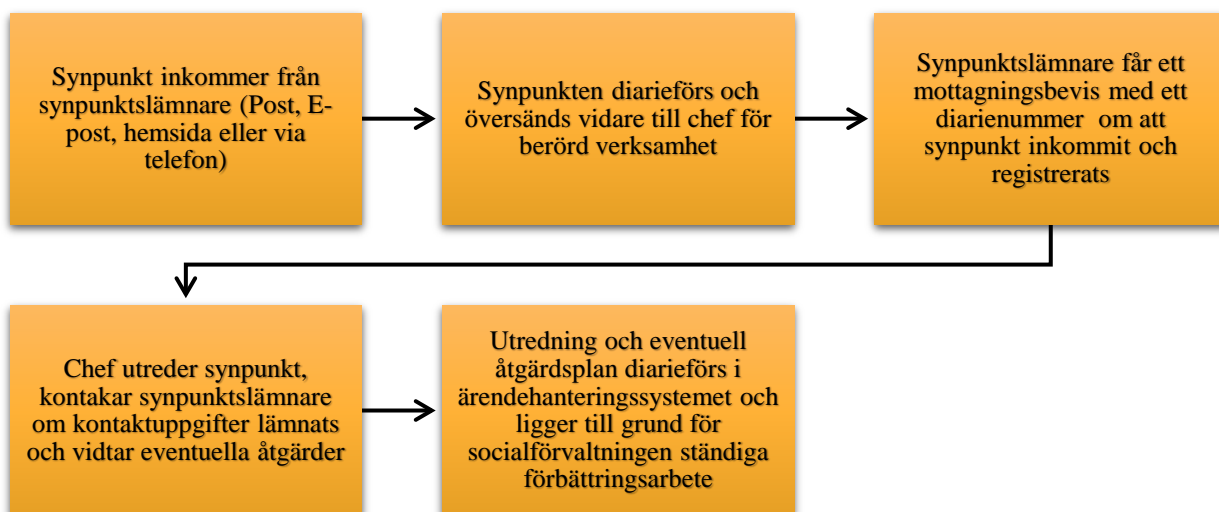 Synpunkt inkommer från
synpunktslämnare (Post, E-
post, hemsida eller via
telefon)
Synpunkten diarieförs och
översänds vidare till chef för
berörd verksamhet
Synpunktslämnare får ett
mottagningsbevis med ett
diarienummer om att
synpunkt inkommit och
registrerats
Chef utreder synpunkt,
kontakar synpunktslämnare
om kontaktuppgifter lämnats
och vidtar eventuella åtgärder
Utredning och eventuell
åtgärdsplan diarieförs i
ärendehanteringssystemet och
ligger till grund för
socialförvaltningen ständiga
förbättringsarbete